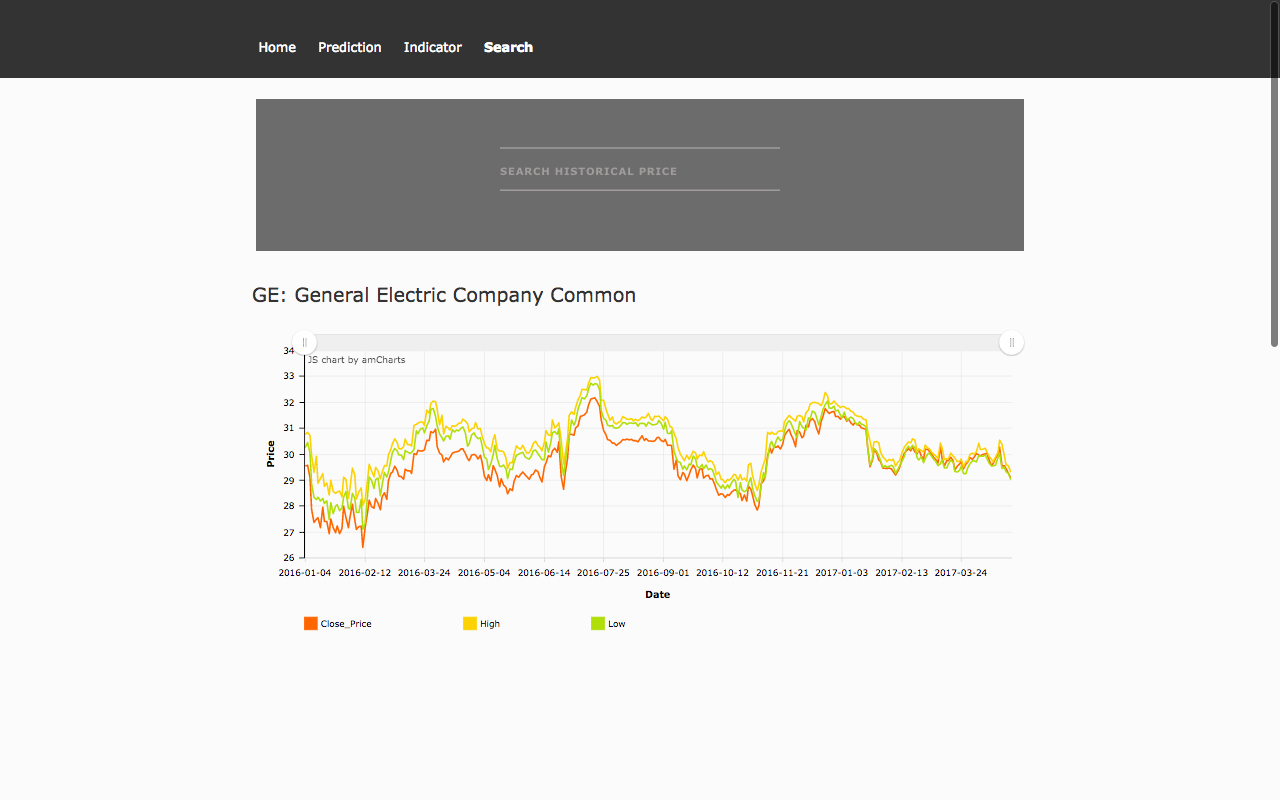 Home Prediction Indicator Search
SEARCH HISTORICAL PRICE
GE: General Electric Company Common
JS chart by amCharts
34
33
32
31
30
29
28
27
26
Price
2016-01-04 2016-02-12 2016-03-24 2016-05-04 2016-06-14 2016-07-25 2016-09-01 2016-10-12 2016-11-21 2017-01-03 2017-02-13 2017-03-24
Date
Close_Price High Low